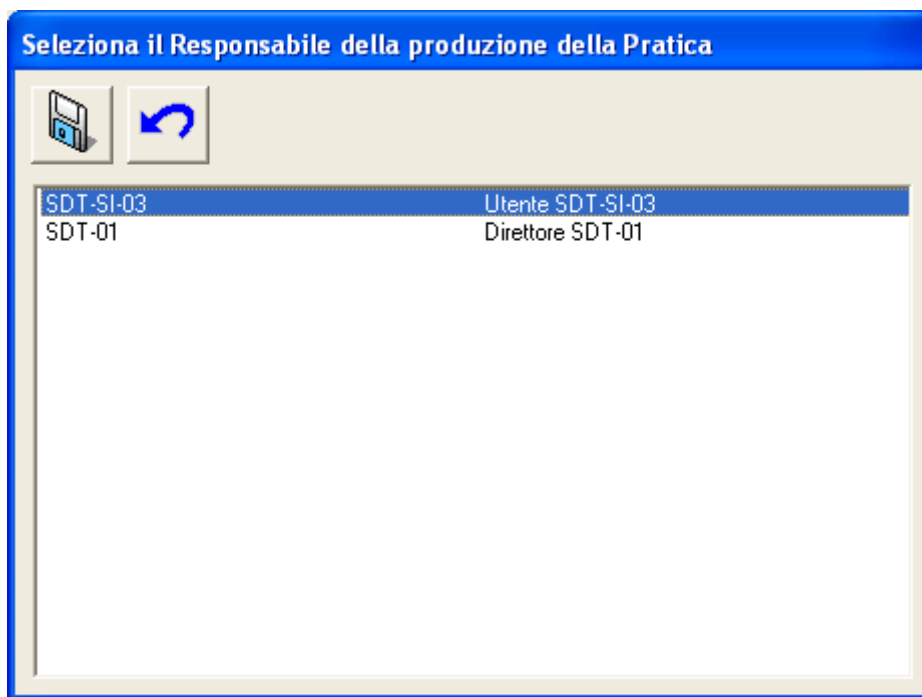 Seleziona il Responsabile della produzione della Pratica
SDT-SI-03 Utente SDT-SI-03
SDT-01 Direttore SDT-01